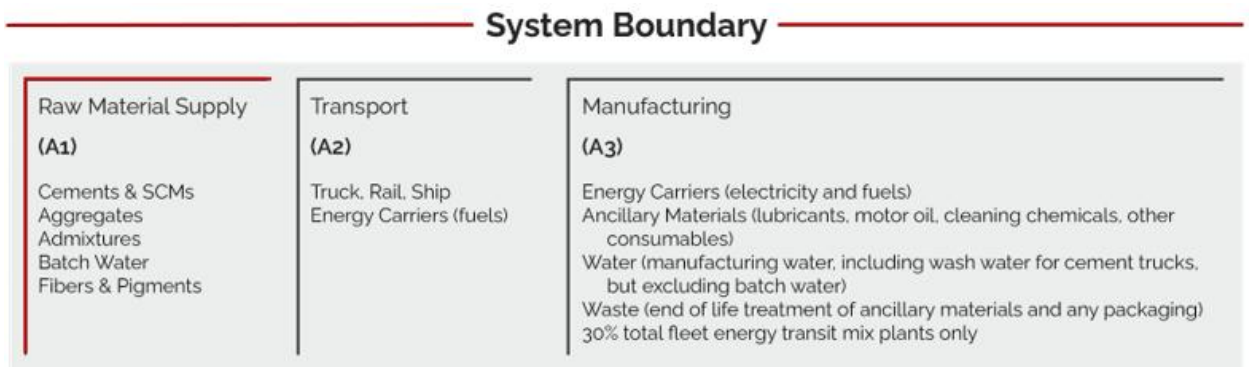 System Boundary
Raw Material Supply
(A1)
Cements & SCMs
Aggregates
Admixtures
Batch Water
Fibers & Pigments
Transport
(A2)
Truck, Rail, Ship
Energy Carriers (fuels)
Manufacturing
(A3)
Energy Carriers (electricity and fuels)
Ancillary Materials (lubricants, motor oil, cleaning chemicals, other
consumables)
Water (manufacturing water, including wash water for cement trucks,
but excluding batch water)
Waste (end of life treatment of ancillary materials and any packaging)
30% total fleet energy transit mix plants only